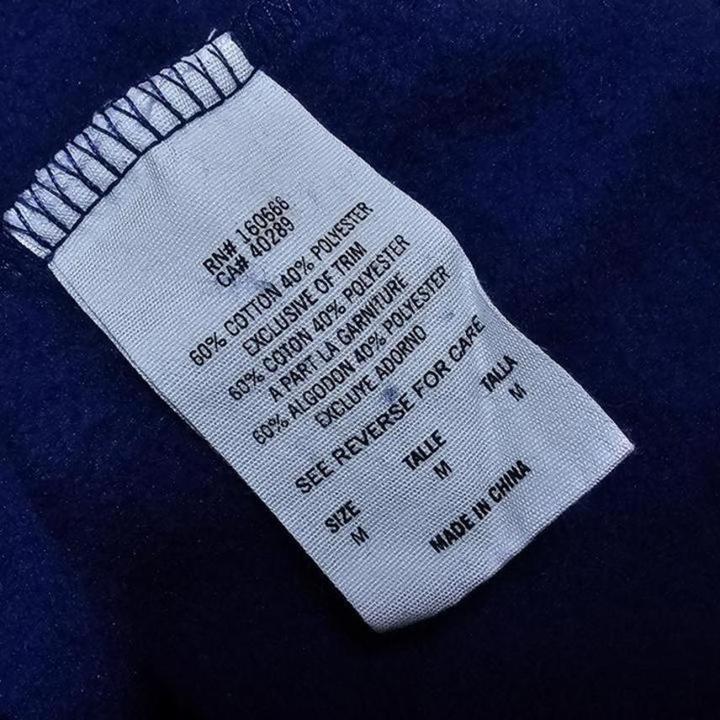 RN# 160686
CA# 40289
60% COTTON 40% POLYESTER
EXCLUSIVE OF TRIM
60% COTON 40% POLYESTER
A PART LA GARNITURE
60% ALGODON 40% POLYESTER
EXCLUYE ADORNO
SEE REVERSE FOR CARE
SIZE TALLE TALLA
M M M
MADE IN CHINA